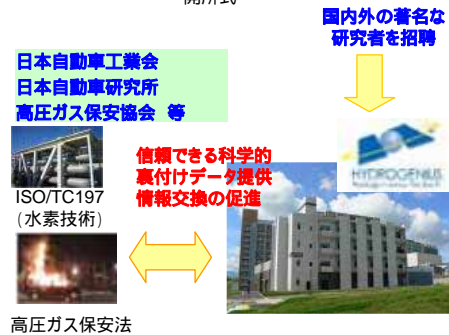 開所式
国内外の著名な
研究者を招聘
日本自動車工業会
日本自動車研究所
高圧ガス保安協会 等
信頼できる科学的
裏付けデータ提供
情報交換の促進
HYDROGENIUS
ISO/TC197
(水素技術)
高圧ガス保安法